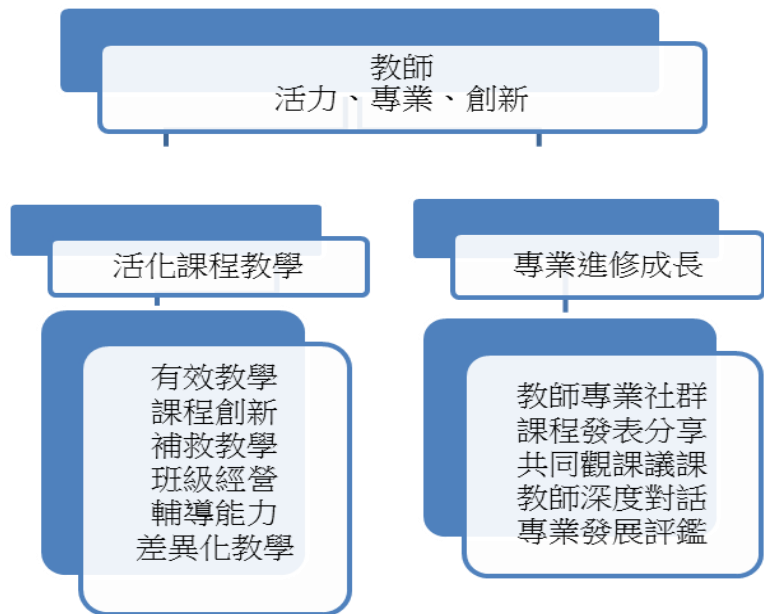 教師
活力、專業、創新
活化課程教學
有效教學
課程創新
補救教學
班級經營
輔導能力
差異化教學
專業進修成長
教師專業社群
課程發表分享
共同觀課議課
教師深度對話
專業發展評鑑